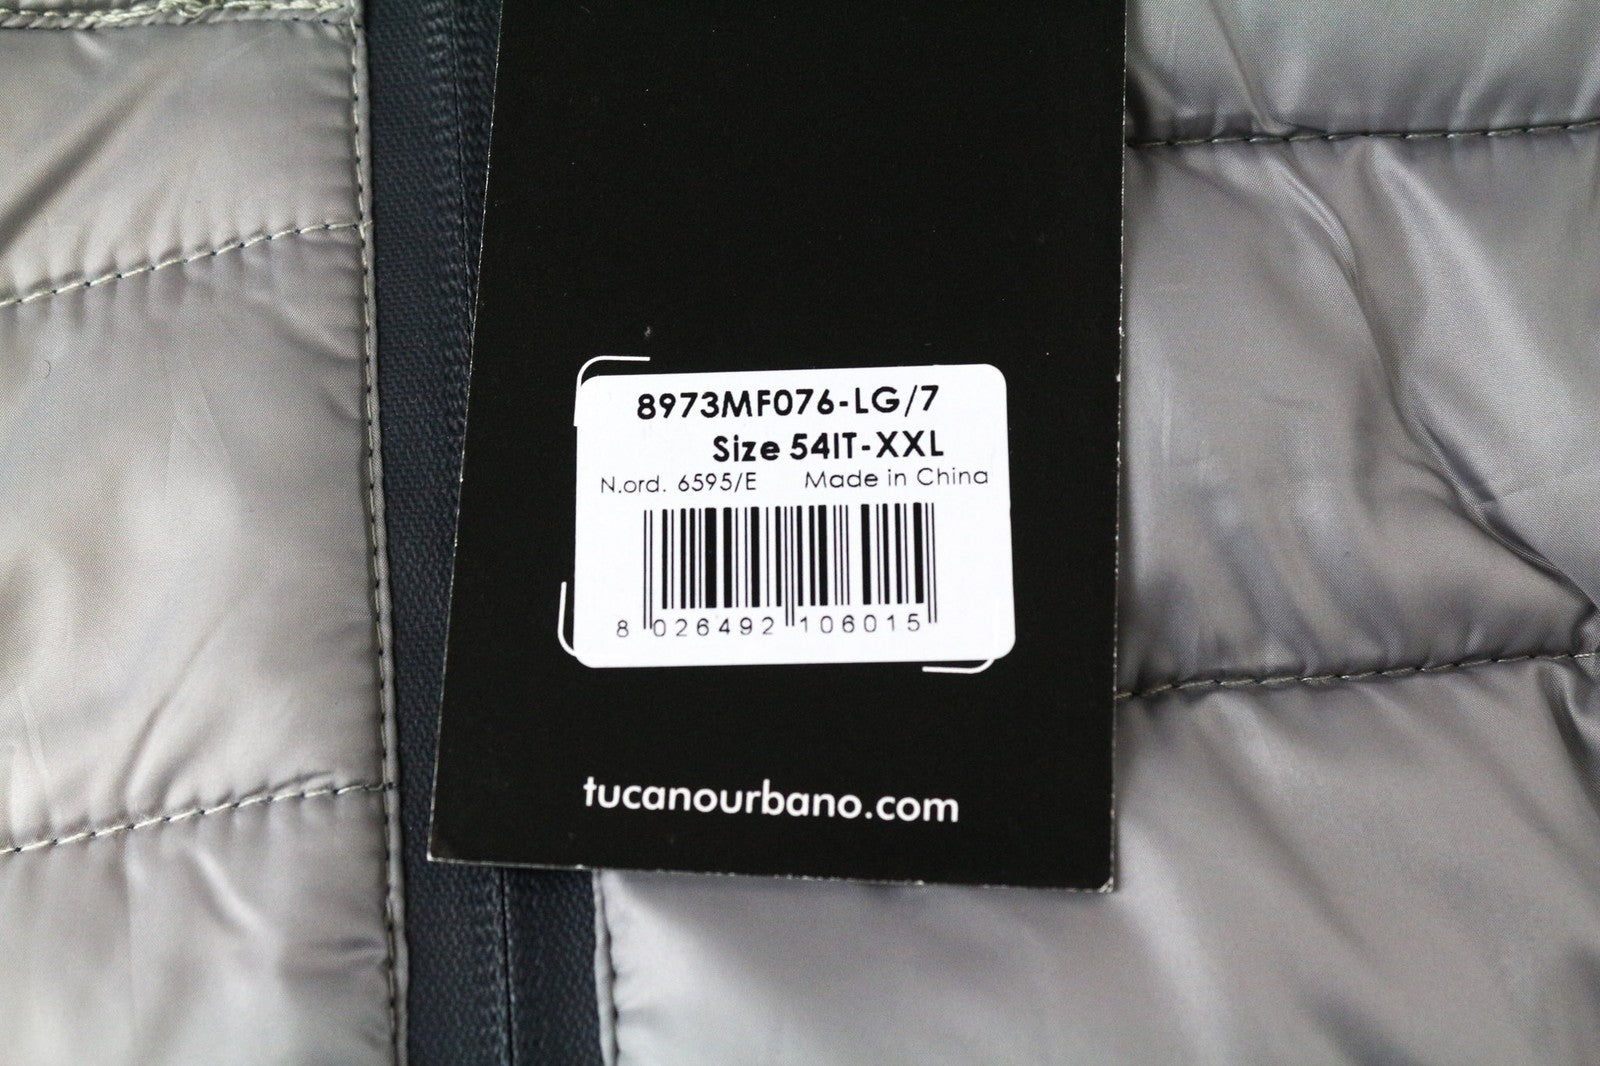 8973MF076-LG/7
Size 54IT-XXL
N.ord. 6595/E Made in China
8 026492 106015
tucanourbano.com